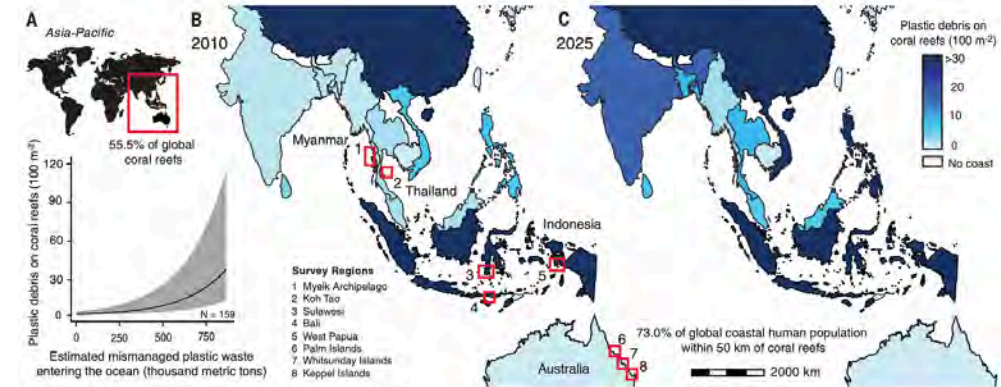 A
Asia-Pacific
55.5% of global
coral reefs
Plastic debris on coral reefs (100 m-2)
120
90
60
30
0
N = 159
0
250
500
750
Estimated mismanaged plastic waste
entering the ocean (thousand metric tons)
B
2010
Myanmar
1
2
Thailand
Indonesia
3
4
5
Survey Regions
1 Myeik Archipelago
2 Koh Tao
3 Sulawesi
4 Bali
5 West Papua
6 Palm Islands
7 Whitsunday Islands
8 Keppel Islands
Australia
6
7
8
C
2025
Plastic debris on
coral reefs (100 m-2)
>30
20
10
0
No coast
73.0% of global coastal human population
within 50 km of coral reefs
2000 km